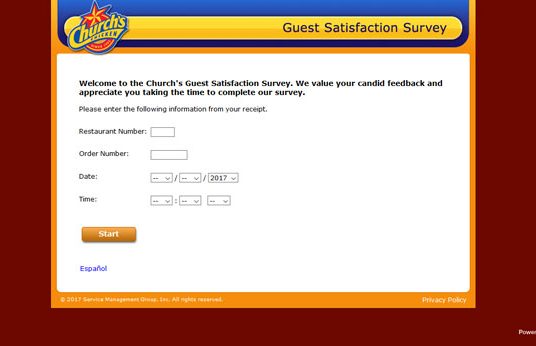 Church's
CHICKEN
Guest Satisfaction Survey
Welcome to the Church's Guest Satisfaction Survey. We value your candid feedback and
appreciate you taking the time to complete our survey.
Please enter the following information from your receipt.
Restaurant Number:
Order Number:
Date: -- / -- / 2017
Time: -- : -- --
Start
Español
© 2017 Service Management Group, Inc. All rights reserved. Privacy Policy
Power